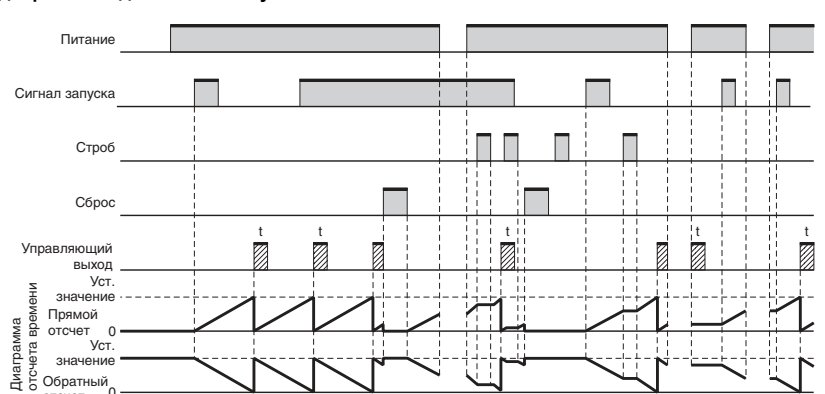 Питание
Сигнал запуска
Строб
Сброс
t
t
t
t
t
Управляющий
выход
Уст.
значение
Прямой
отсчет
0
Уст.
значение
Обратный
0
Диаграмма
отсчета времени